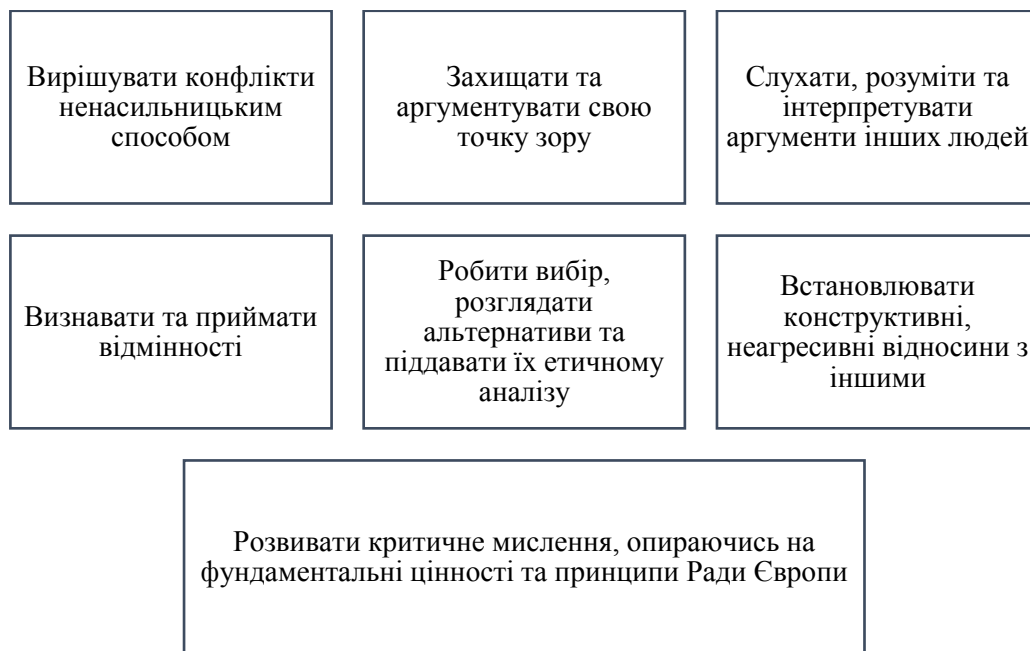 Вирішувати конфлікти
ненасильницьким
способом
Захищати та
аргументувати свою
точку зору
Слухати, розуміти та
інтерпретувати
аргументи інших людей
Визнавати та приймати
відмінності
Робити вибір,
розглядати
альтернативи та
піддавати їх етичному
аналізу
Встановлювати
конструктивні,
неагресивні відносини з
іншими
Розвивати критичне мислення, опираючись на
фундаментальні цінності та принципи Ради Європи